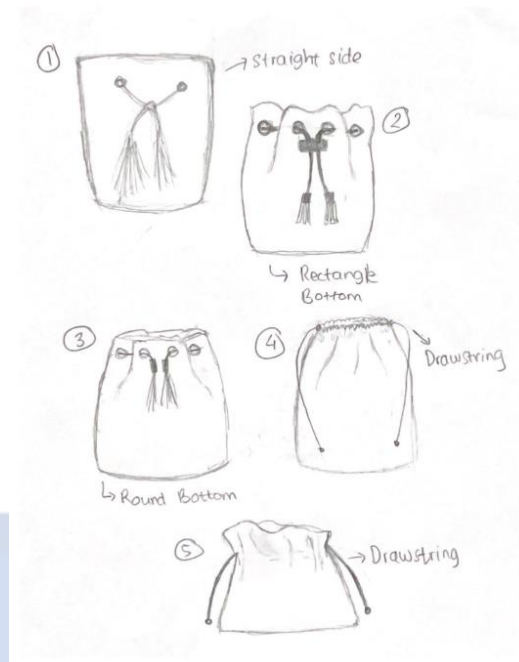 1
Straight side
2
Rectangle
Bottom
3
4
Drawstring
Round Bottom
5
Drawstring